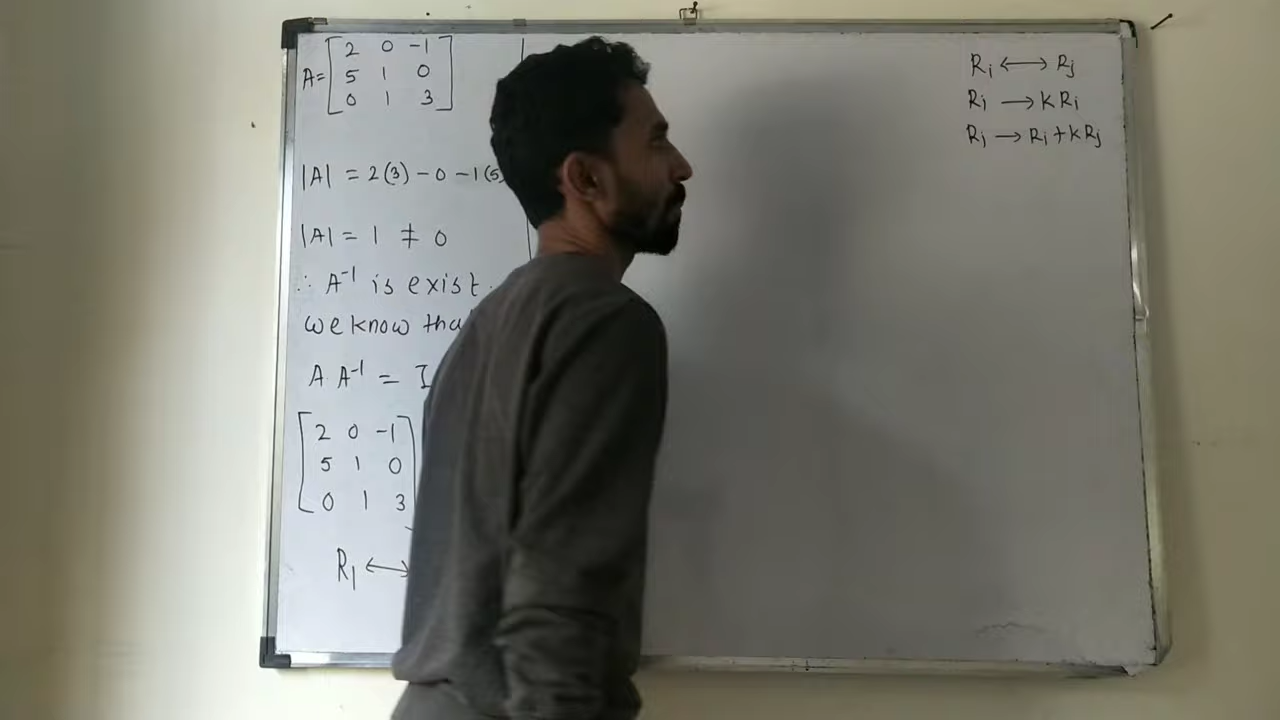 A= [ 2 0 -1
5 1 0
0 1 3 ]
|A| = 2(3) - 0 - 1(5
|A| = 1 ≠ 0
∴ A⁻¹ is exist.
we know tha
A A⁻¹ = I
[ 2 0 -1
5 1 0
0 1 3 ]
R₁ ↔
Rᵢ ⟷ Rⱼ
Rᵢ → kRᵢ
Rᵢ → Rᵢ + kRⱼ